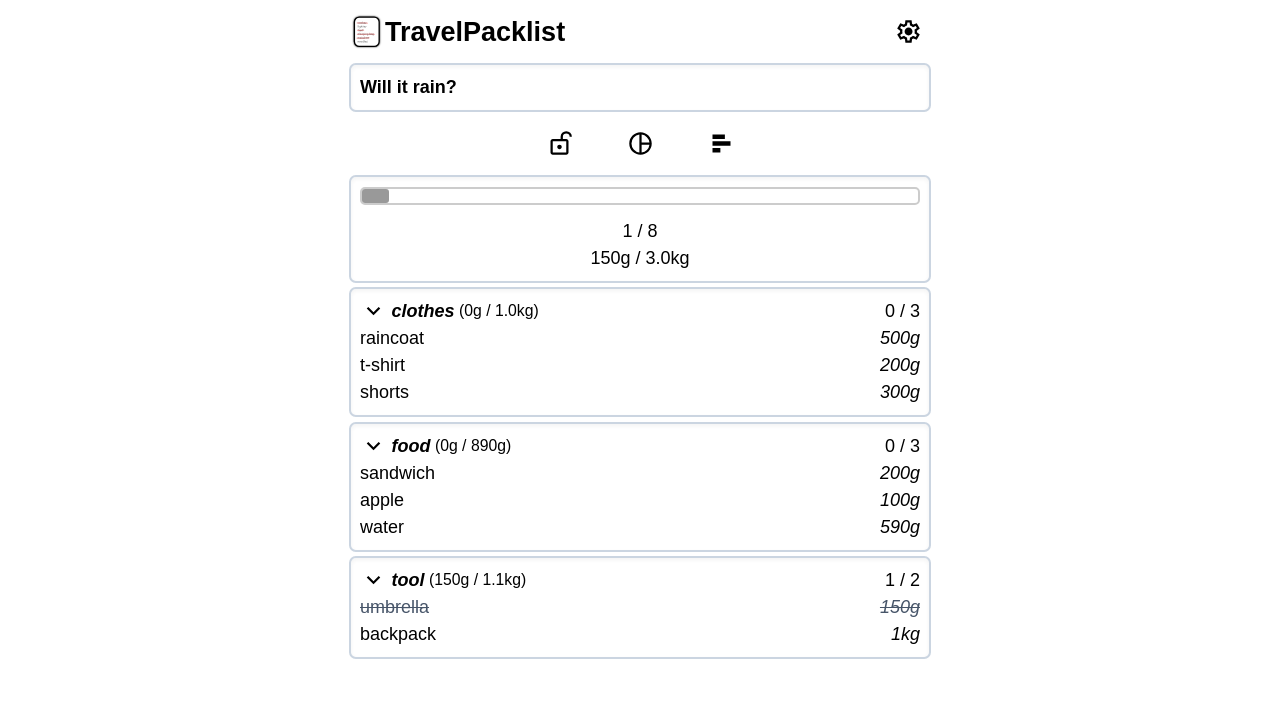 TravelPacklist
Will it rain?
1 / 8
150g / 3.0kg
clothes (0g / 1.0kg) 0 / 3
raincoat 500g
t-shirt 200g
shorts 300g
food (0g / 890g) 0 / 3
sandwich 200g
apple 100g
water 590g
tool (150g / 1.1kg) 1 / 2
umbrella 150g
backpack 1kg